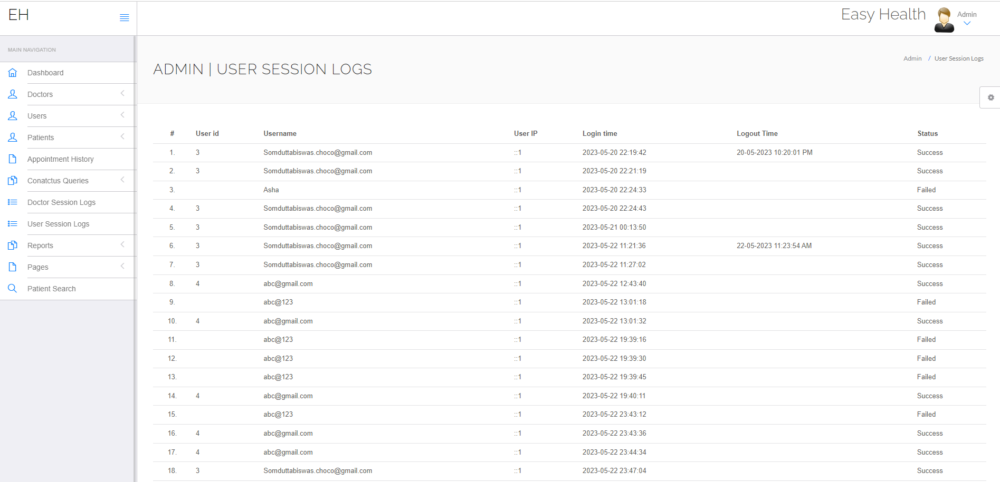 EH
Easy Health
Admin
MAIN NAVIGATION
Dashboard
Doctors
Users
Patients
Appointment History
Conatctus Queries
Doctor Session Logs
User Session Logs
Reports
Pages
Patient Search
ADMIN | USER SESSION LOGS
Admin / User Session Logs
# User id Username User IP Login time Logout Time Status
1. 3 Somduttabiswas.choco@gmail.com ::1 2023-05-20 22:19:42 20-05-2023 10:20:01 PM Success
2. 3 Somduttabiswas.choco@gmail.com ::1 2023-05-20 22:21:19 Success
3. Asha ::1 2023-05-20 22:24:33 Failed
4. 3 Somduttabiswas.choco@gmail.com ::1 2023-05-20 22:24:43 Success
5. 3 Somduttabiswas.choco@gmail.com ::1 2023-05-21 00:13:50 Success
6. 3 Somduttabiswas.choco@gmail.com ::1 2023-05-22 11:21:36 22-05-2023 11:23:54 AM Success
7. 3 Somduttabiswas.choco@gmail.com ::1 2023-05-22 11:27:02 Success
8. 4 abc@gmail.com ::1 2023-05-22 12:43:40 Success
9. abc@123 ::1 2023-05-22 13:01:18 Failed
10. 4 abc@gmail.com ::1 2023-05-22 13:01:32 Success
11. abc@123 ::1 2023-05-22 19:39:16 Failed
12. abc@123 ::1 2023-05-22 19:39:30 Failed
13. abc@123 ::1 2023-05-22 19:39:45 Failed
14. 4 abc@gmail.com ::1 2023-05-22 19:40:11 Success
15. abc@123 ::1 2023-05-22 23:43:12 Failed
16. 4 abc@gmail.com ::1 2023-05-22 23:43:36 Success
17. 4 abc@gmail.com ::1 2023-05-22 23:44:34 Success
18. 3 Somduttabiswas.choco@gmail.com ::1 2023-05-22 23:47:04 Success